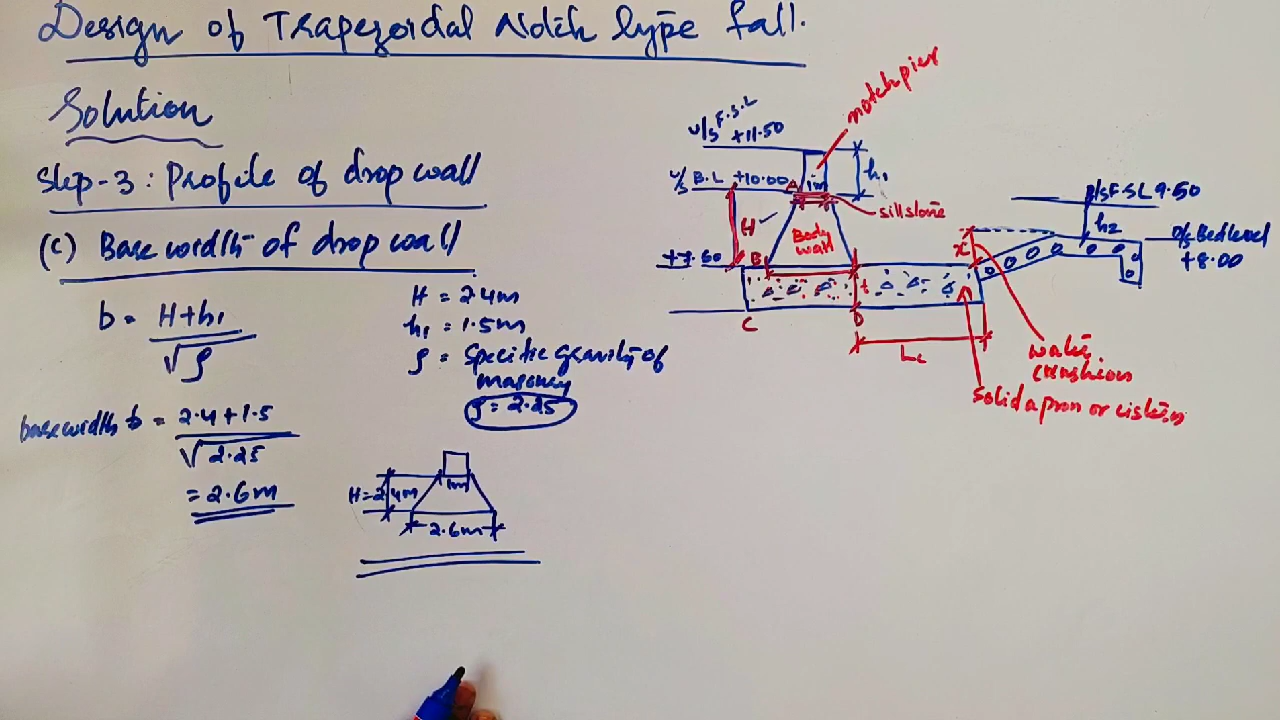 Design of Trapezoidal Notch type fall.
Solution
Step-3: Profile of drop wall
(c) Base width of drop wall
b = H+h₁ / √ρ
H = 2.4m
h₁ = 1.5m
ρ = Specific gravity of masonry
ρ = 2.25
base width b = 2.4+1.5 / √2.25
= 2.6m
H=2.4m
1m
2.6m
notch pier
u/s F.S.L
+11.50
h₁
u/s B.L +10.00
A
1m
sill stone
H
Body wall
+7.60
B
t
C
D
Lc
x
D/S F.S.L 9.50
h2
D/s Bed level
+8.00
water cushion
Solid apron or cistern